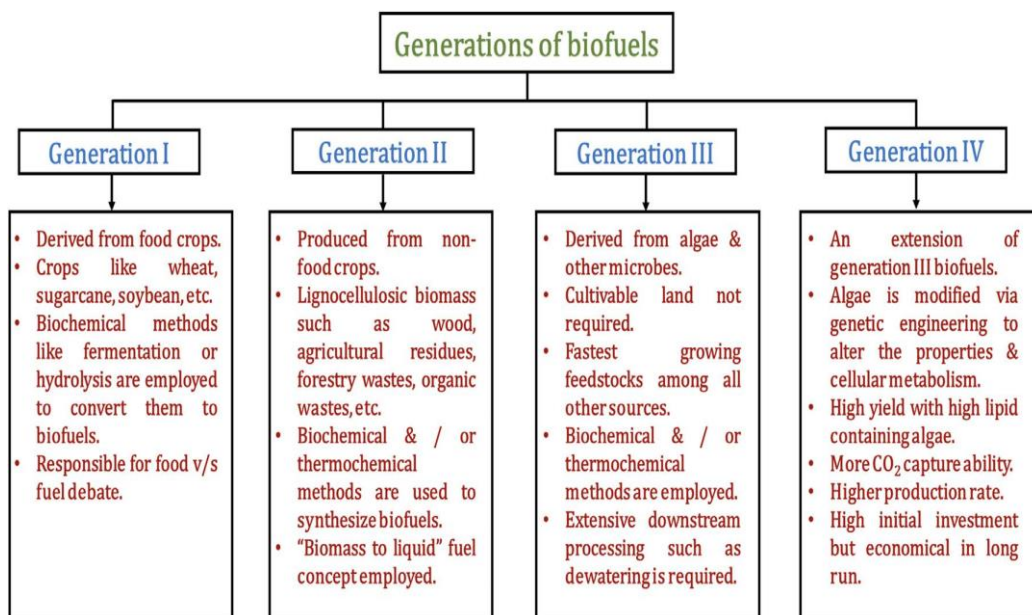 Generations of biofuels
Generation I
Generation II
Generation III
Generation IV
• Derived from food crops.
• Crops like wheat,
sugarcane, soybean, etc.
• Biochemical methods
like fermentation or
hydrolysis are employed
to convert them to
biofuels.
• Responsible for food v/s
fuel debate.
• Produced from non-
food crops.
• Lignocellulosic biomass
such as wood,
agricultural residues,
forestry wastes, organic
wastes, etc.
• Biochemical & / or
thermochemical
methods are used to
synthesize biofuels.
• “Biomass to liquid” fuel
concept employed.
• Derived from algae &
other microbes.
• Cultivable land not
required.
• Fastest growing
feedstocks among all
other sources.
• Biochemical & / or
thermochemical
methods are employed.
• Extensive downstream
processing such as
dewatering is required.
• An extension of
generation III biofuels.
• Algae is modified via
genetic engineering to
alter the properties &
cellular metabolism.
• High yield with high lipid
containing algae.
• More CO₂ capture ability.
• Higher production rate.
• High initial investment
but economical in long
run.